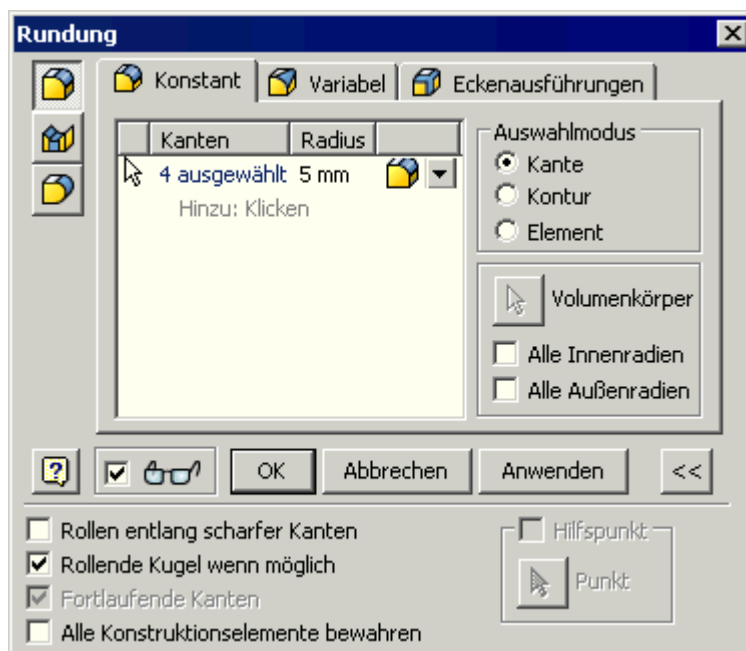 Rundung
Konstant Variabel Eckenausführungen
Kanten Radius
4 ausgewählt 5 mm
Hinzu: Klicken
Auswahlmodus
Kante
Kontur
Element
Volumenkörper
Alle Innenradien
Alle Außenradien
OK Abbrechen Anwenden <<
Rollen entlang scharfer Kanten
Rollende Kugel wenn möglich
Fortlaufende Kanten
Alle Konstruktionselemente bewahren
Hilfspunkt
Punkt